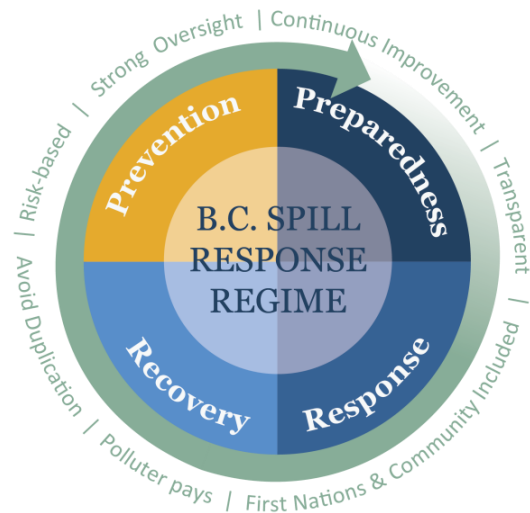 Strong Oversight | Continuous Improvement | Transparent | First Nations & Community Included | Polluter pays | Avoid Duplication | Risk-based |
Prevention
Preparedness
B.C. SPILL
RESPONSE
REGIME
Recovery
Response